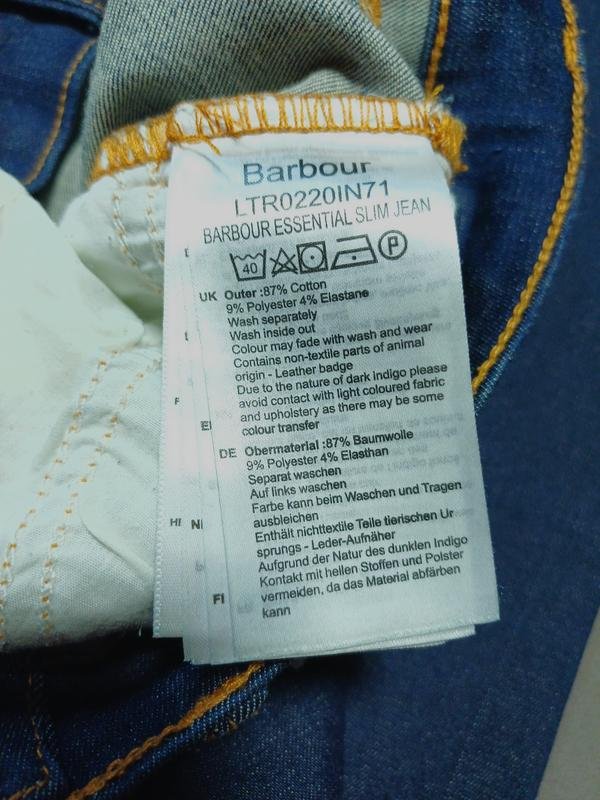 Barbour
LTR0220IN71
BARBOUR ESSENTIAL SLIM JEAN
40 P
UK Outer :87% Cotton
9% Polyester 4% Elastane
Wash separately
Wash inside out
Colour may fade with wash and wear
Contains non-textile parts of animal
origin - Leather badge
Due to the nature of dark indigo please
avoid contact with light coloured fabric
and upholstery as there may be some
colour transfer
DE Obermaterial :87% Baumwolle
9% Polyester 4% Elasthan
Separat waschen
Auf links waschen
Farbe kann beim Waschen und Tragen
ausbleichen
Enthält nichttextile Teile tierischen Ur
sprungs - Leder-Aufnäher
Aufgrund der Natur des dunklen Indigo
Kontakt mit hellen Stoffen und Polster
vermeiden, da das Material abfärben
kann
FI